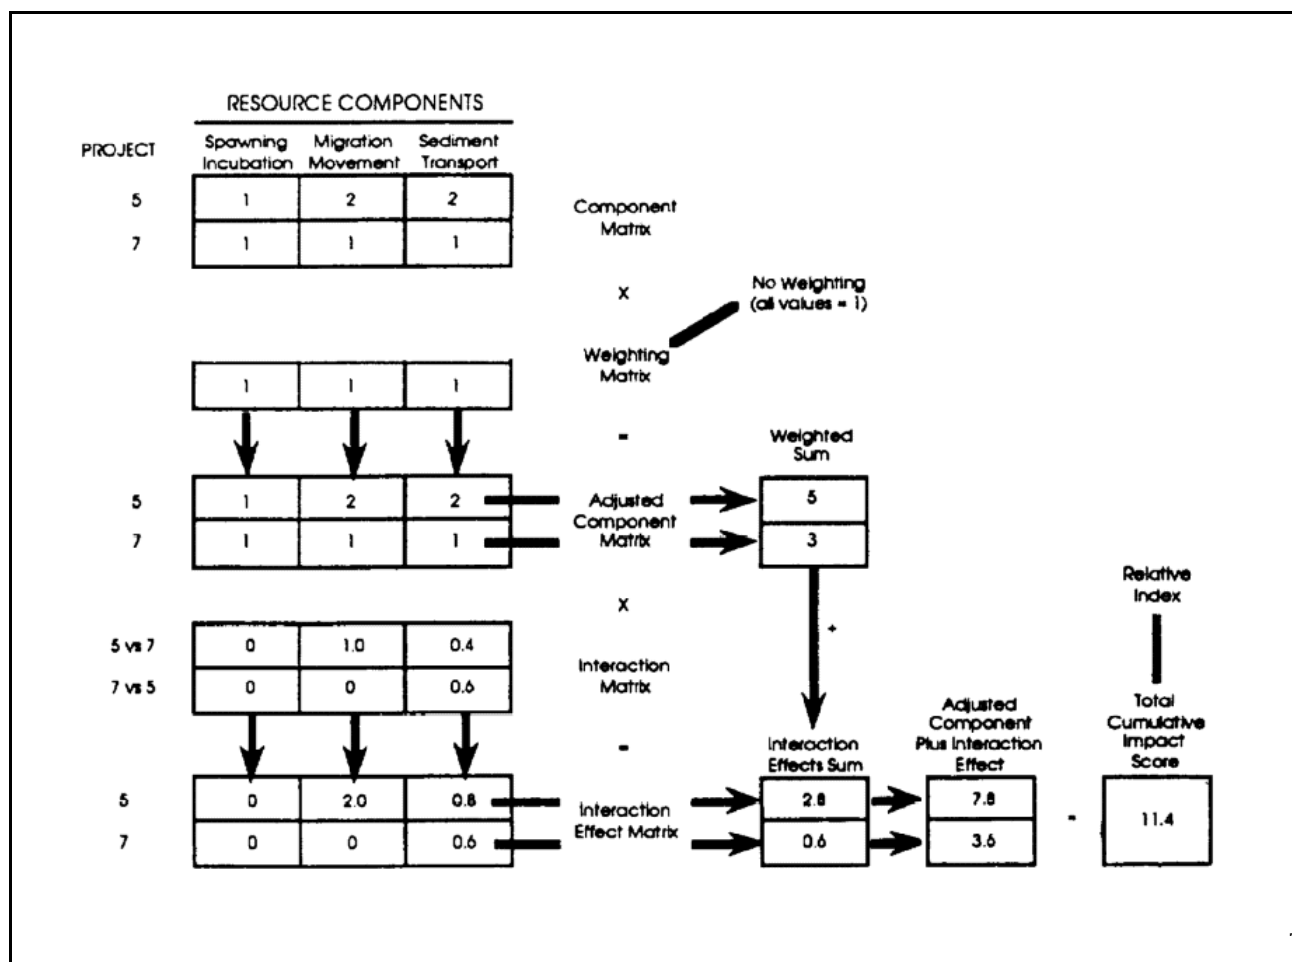 RESOURCE COMPONENTS
PROJECT
Spawning Incubation
Migration Movement
Sediment Transport
5 1 2 2
7 1 1 1
Component
Matrix
x
No Weighting
(all values = 1)
Weighting
Matrix
1 1 1
=
Weighted
Sum
5 1 2 2
Adjusted
Component
Matrix
5
7 1 1 1
3
x
+
Relative
Index
5 vs 7 0 1.0 0.4
7 vs 5 0 0 0.6
Interaction
Matrix
=
Interaction
Effects Sum
Adjusted
Component
Plus Interaction
Effect
Total
Cumulative
Impact
Score
5 0 2.0 0.8
Interaction
Effect Matrix
2.8 7.8
7 0 0 0.6
0.6 3.6
=
11.4